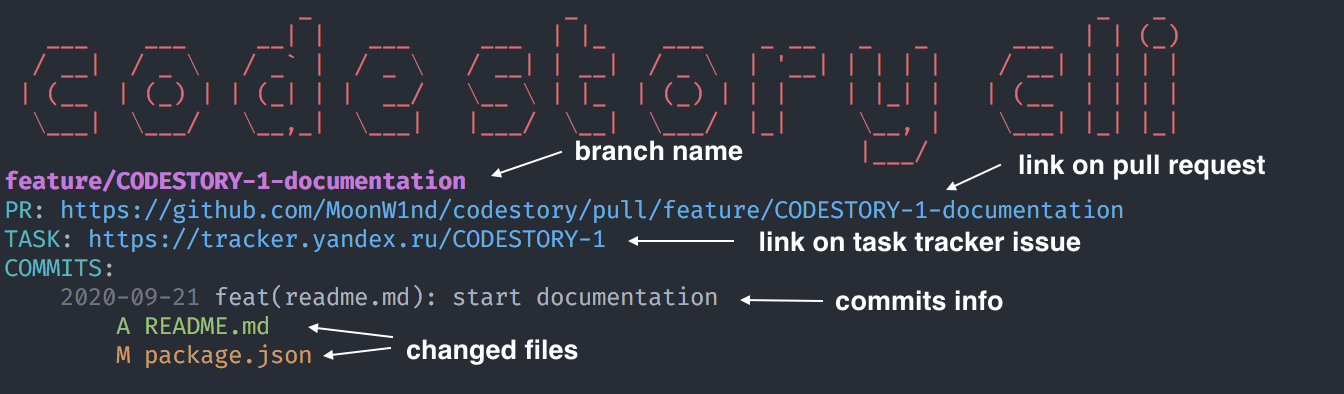 codestory cli
branch name
link on pull request
feature/CODESTORY-1-documentation
PR: https://github.com/MoonW1nd/codestory/pull/feature/CODESTORY-1-documentation
TASK: https://tracker.yandex.ru/CODESTORY-1
link on task tracker issue
COMMITS:
2020-09-21 feat(readme.md): start documentation
commits info
A README.md
M package.json
changed files